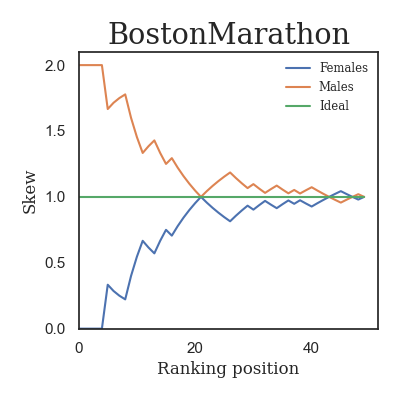 BostonMarathon
Females
Males
Ideal
2.0
1.5
1.0
0.5
0.0
Skew
0 20 40
Ranking position